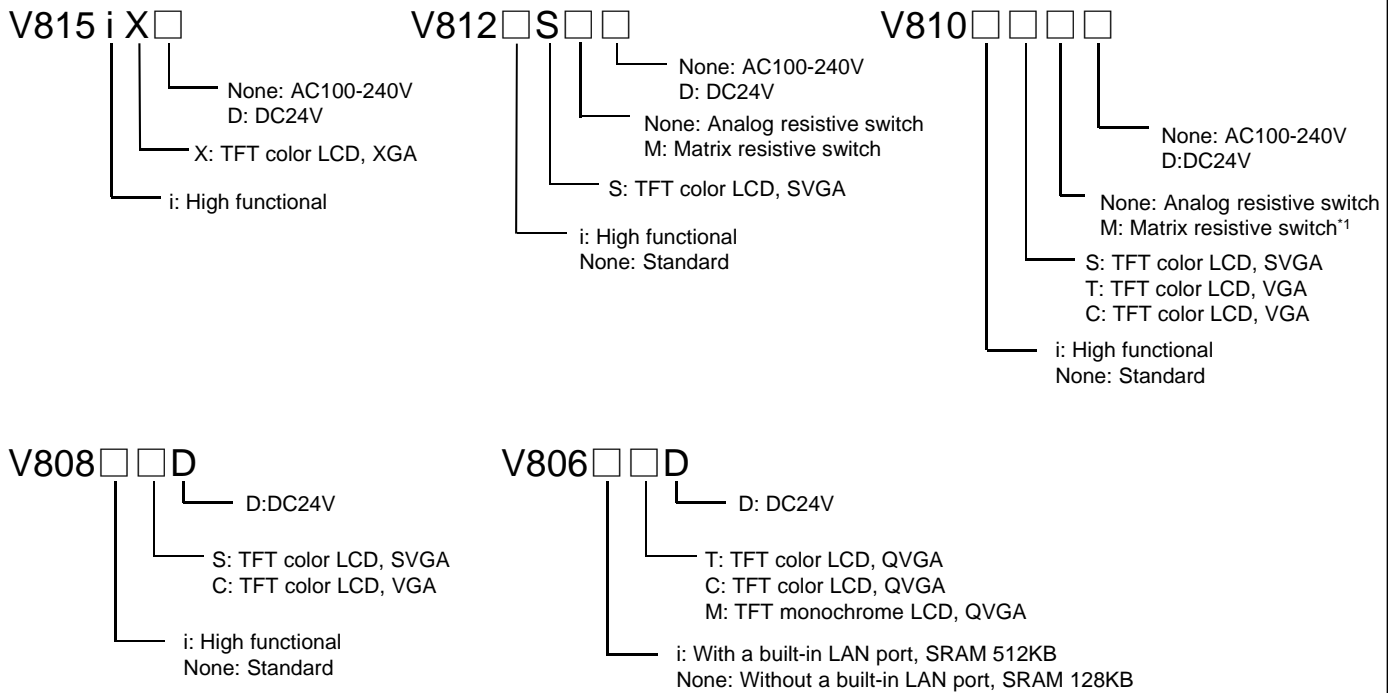 V815 i X□
None: AC100-240V
D: DC24V
X: TFT color LCD, XGA
i: High functional
V812□S□□
None: AC100-240V
D: DC24V
None: Analog resistive switch
M: Matrix resistive switch
S: TFT color LCD, SVGA
i: High functional
None: Standard
V810□□□□
None: AC100-240V
D:DC24V
None: Analog resistive switch
M: Matrix resistive switch*1
S: TFT color LCD, SVGA
T: TFT color LCD, VGA
C: TFT color LCD, VGA
i: High functional
None: Standard
V808□□D
D:DC24V
S: TFT color LCD, SVGA
C: TFT color LCD, VGA
i: High functional
None: Standard
V806□□D
D: DC24V
T: TFT color LCD, QVGA
C: TFT color LCD, QVGA
M: TFT monochrome LCD, QVGA
i: With a built-in LAN port, SRAM 512KB
None: Without a built-in LAN port, SRAM 128KB